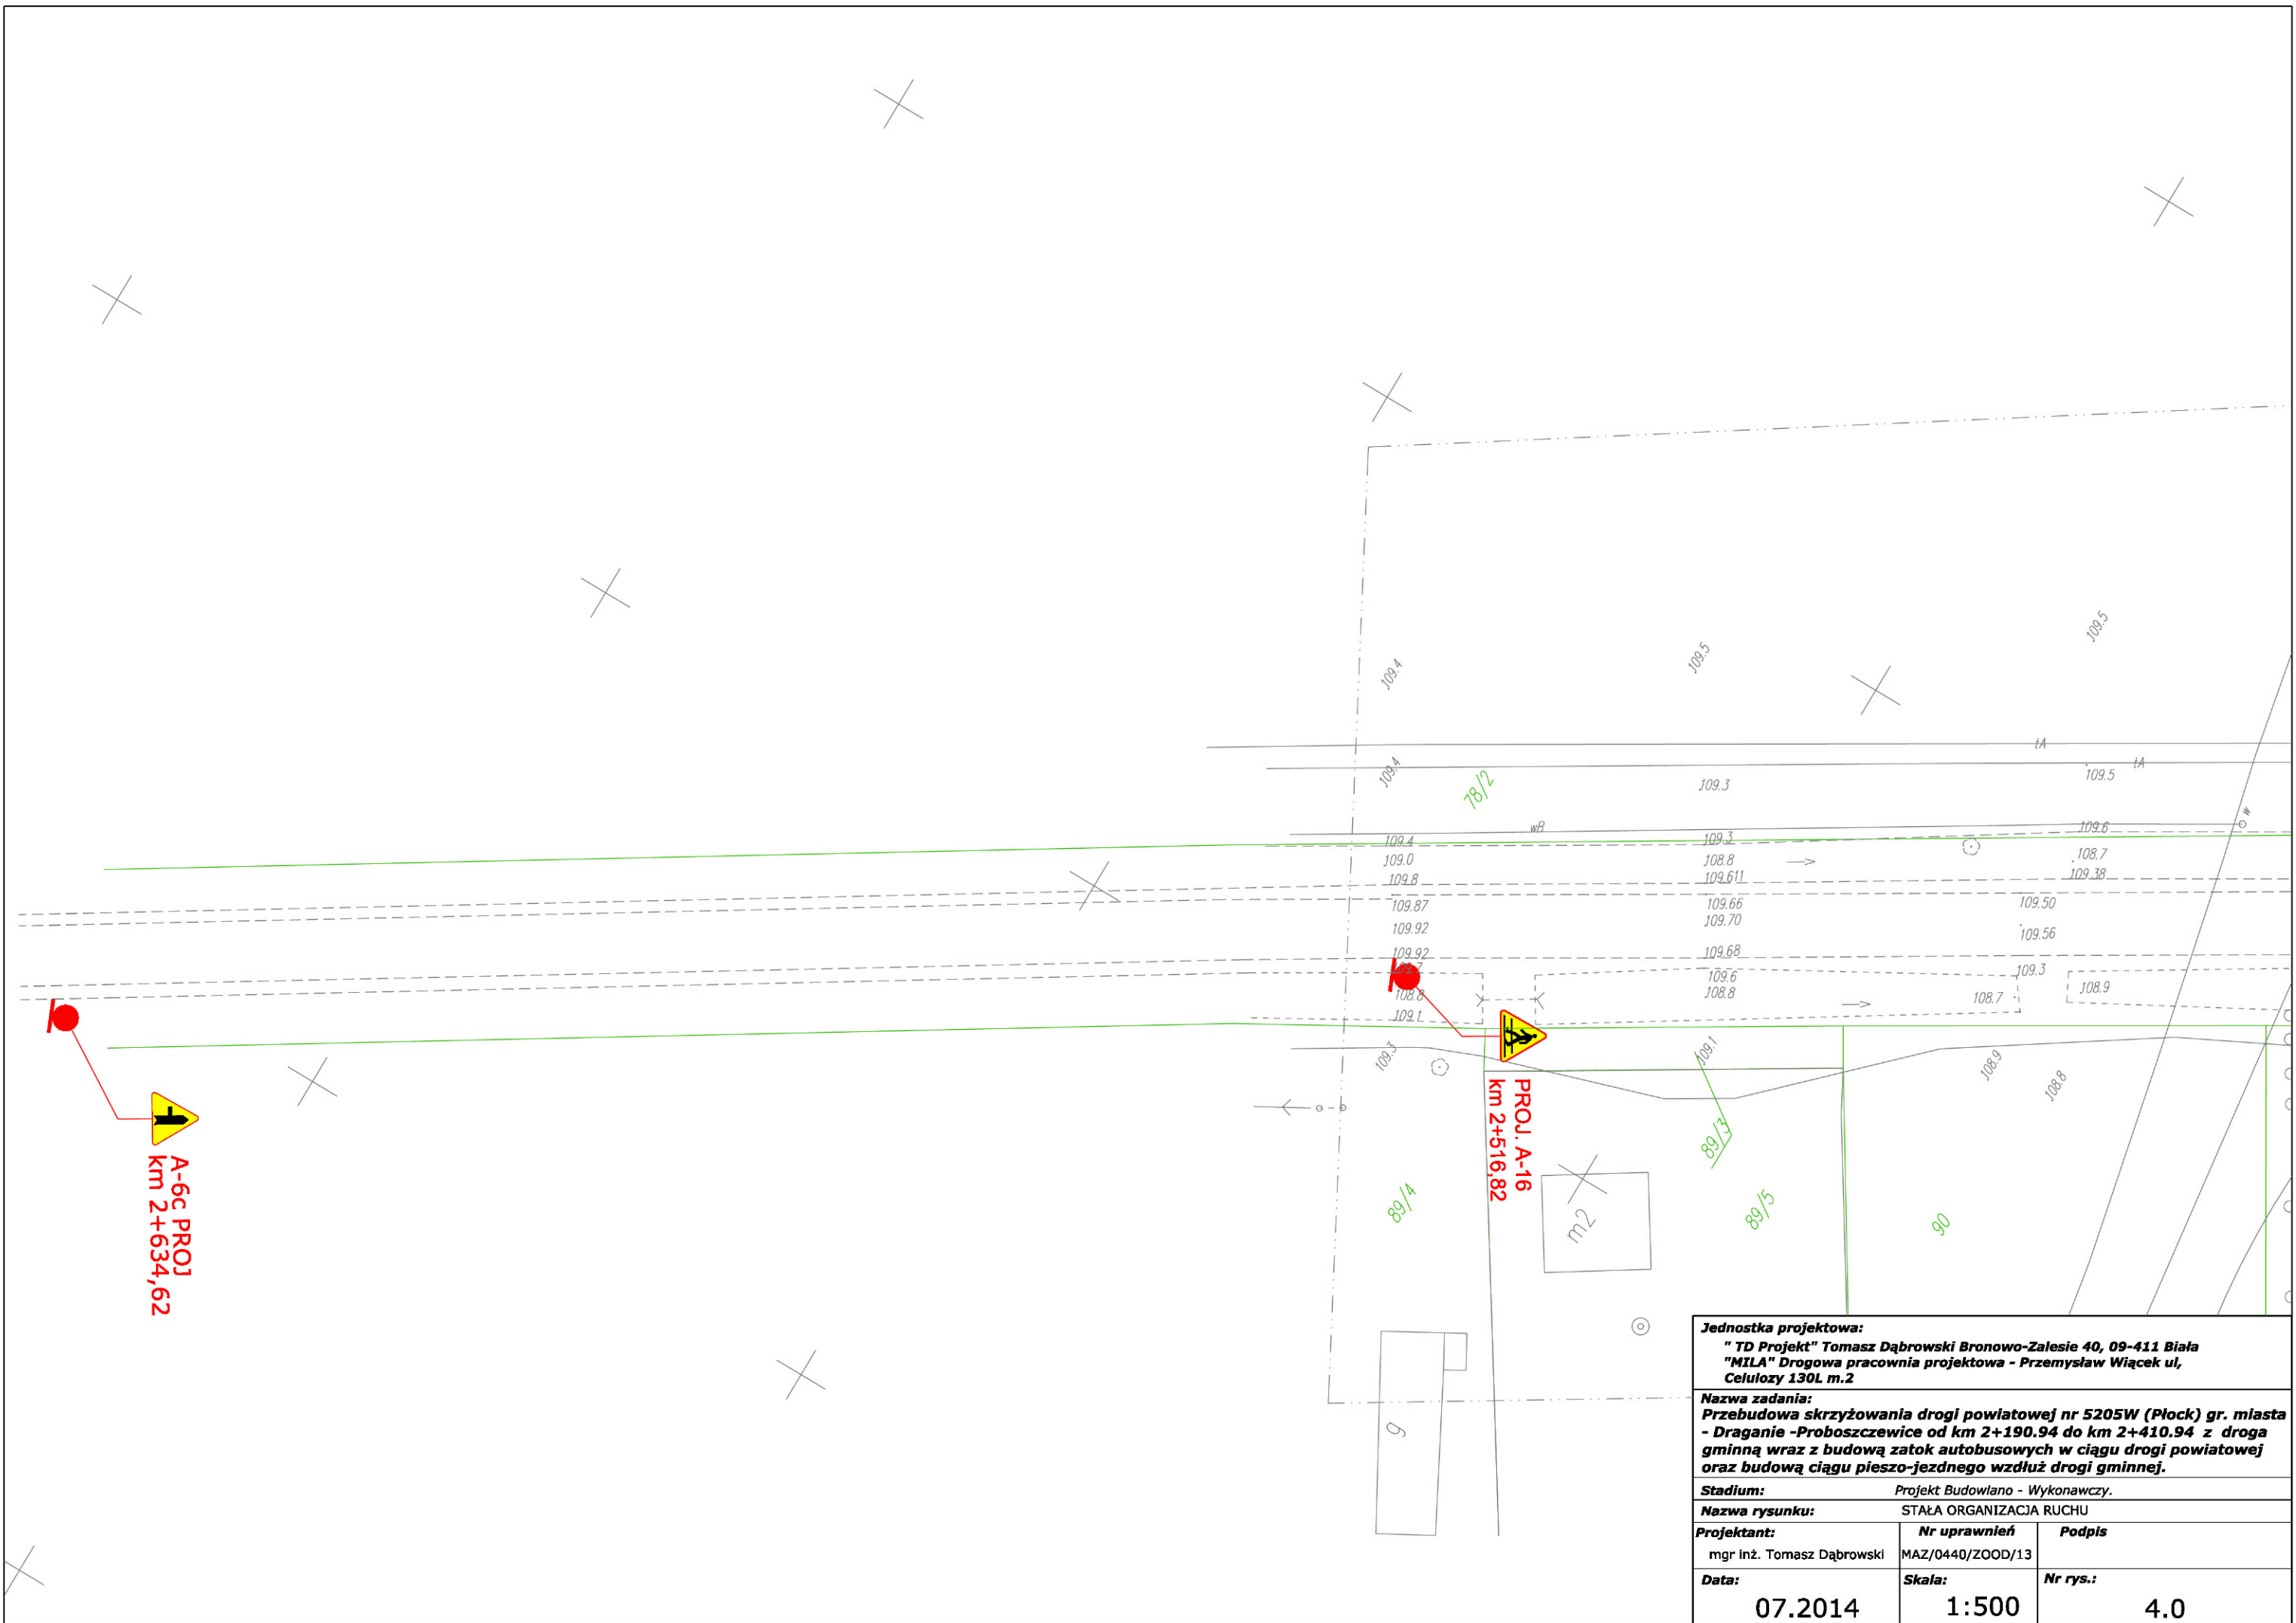 109.5
109.5
109.4
tA
tA
109.5
109.4
78/2
109.3
w
wB
109.4
109.3
109.6
109.0
108.8
108.7
109.8
109.611
109.38
109.87
109.66
109.50
109.92
109.70
109.56
109.92
109.68
109.7
109.6
109.3
108.8
108.8
108.7
108.9
109.1
109.3
109.1
108.9
108.8
PROJ. A-16
km 2+516,82
89/3
A-6c PROJ
km 2+634,62
89/4
m2
89/5
90
g
Jednostka projektowa:
" TD Projekt" Tomasz Dąbrowski Bronowo-Zalesie 40, 09-411 Biała
"MILA" Drogowa pracownia projektowa - Przemysław Wiącek ul,
Celulozy 130L m.2
Nazwa zadania:
Przebudowa skrzyżowania drogi powiatowej nr 5205W (Płock) gr. miasta
- Draganie -Proboszczewice od km 2+190.94 do km 2+410.94 z droga
gminną wraz z budową zatok autobusowych w ciągu drogi powiatowej
oraz budową ciągu pieszo-jezdnego wzdłuż drogi gminnej.
Stadium: Projekt Budowlano - Wykonawczy.
Nazwa rysunku: STAŁA ORGANIZACJA RUCHU
Projektant: Nr uprawnień Podpis
mgr inż. Tomasz Dąbrowski MAZ/0440/ZOOD/13
Data: Skala: Nr rys.:
07.2014 1:500 4.0